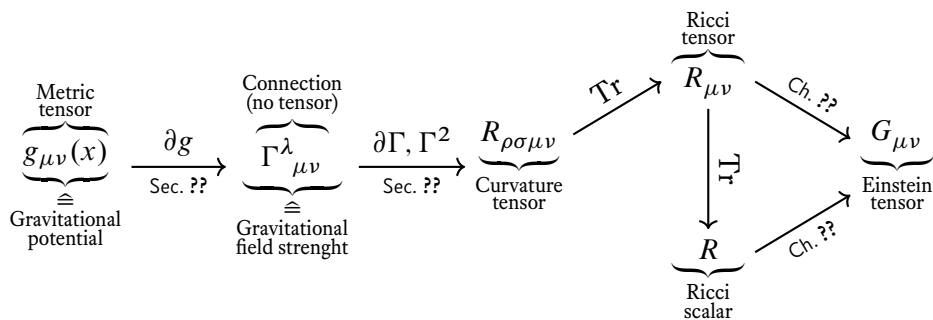 Metric
tensor
g_{μν}(x)
≙
Gravitational
potential
∂g
Sec. ??
Connection
(no tensor)
Γ^λ_{μν}
≙
Gravitational
field strenght
∂Γ, Γ²
Sec. ??
R_{ρσμν}
Curvature
tensor
Tr
Ricci
tensor
R_{μν}
Tr
R
Ricci
scalar
Ch. ??
Ch. ??
G_{μν}
Einstein
tensor